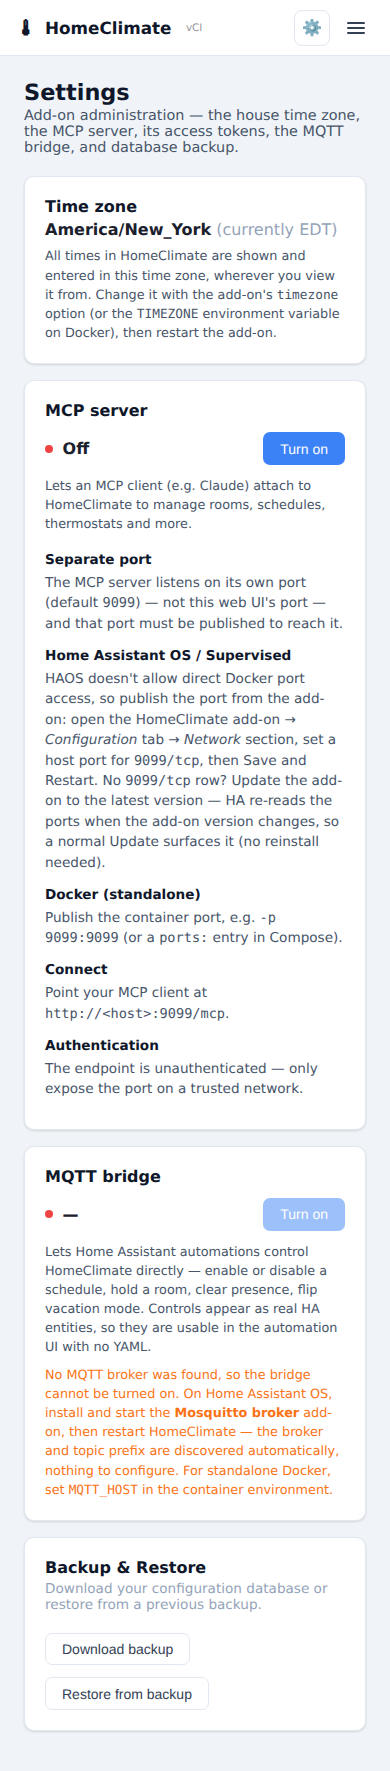 HomeClimate vCI
Settings
Add-on administration — the house time zone,
the MCP server, its access tokens, the MQTT
bridge, and database backup.
Time zone
America/New_York (currently EDT)
All times in HomeClimate are shown and
entered in this time zone, wherever you view
it from. Change it with the add-on's timezone
option (or the TIMEZONE environment variable
on Docker), then restart the add-on.
MCP server
Off
Turn on
Lets an MCP client (e.g. Claude) attach to
HomeClimate to manage rooms, schedules,
thermostats and more.
Separate port
The MCP server listens on its own port
(default 9099) — not this web UI's port —
and that port must be published to reach it.
Home Assistant OS / Supervised
HAOS doesn't allow direct Docker port
access, so publish the port from the add-
on: open the HomeClimate add-on →
Configuration tab → Network section, set a
host port for 9099/tcp, then Save and
Restart. No 9099/tcp row? Update the add-
on to the latest version — HA re-reads the
ports when the add-on version changes, so
a normal Update surfaces it (no reinstall
needed).
Docker (standalone)
Publish the container port, e.g. -p
9099:9099 (or a ports: entry in Compose).
Connect
Point your MCP client at
http://<host>:9099/mcp.
Authentication
The endpoint is unauthenticated — only
expose the port on a trusted network.
MQTT bridge
—
Turn on
Lets Home Assistant automations control
HomeClimate directly — enable or disable a
schedule, hold a room, clear presence, flip
vacation mode. Controls appear as real HA
entities, so they are usable in the automation
UI with no YAML.
No MQTT broker was found, so the bridge
cannot be turned on. On Home Assistant OS,
install and start the Mosquitto broker add-
on, then restart HomeClimate — the broker
and topic prefix are discovered automatically,
nothing to configure. For standalone Docker,
set MQTT_HOST in the container environment.
Backup & Restore
Download your configuration database or
restore from a previous backup.
Download backup
Restore from backup